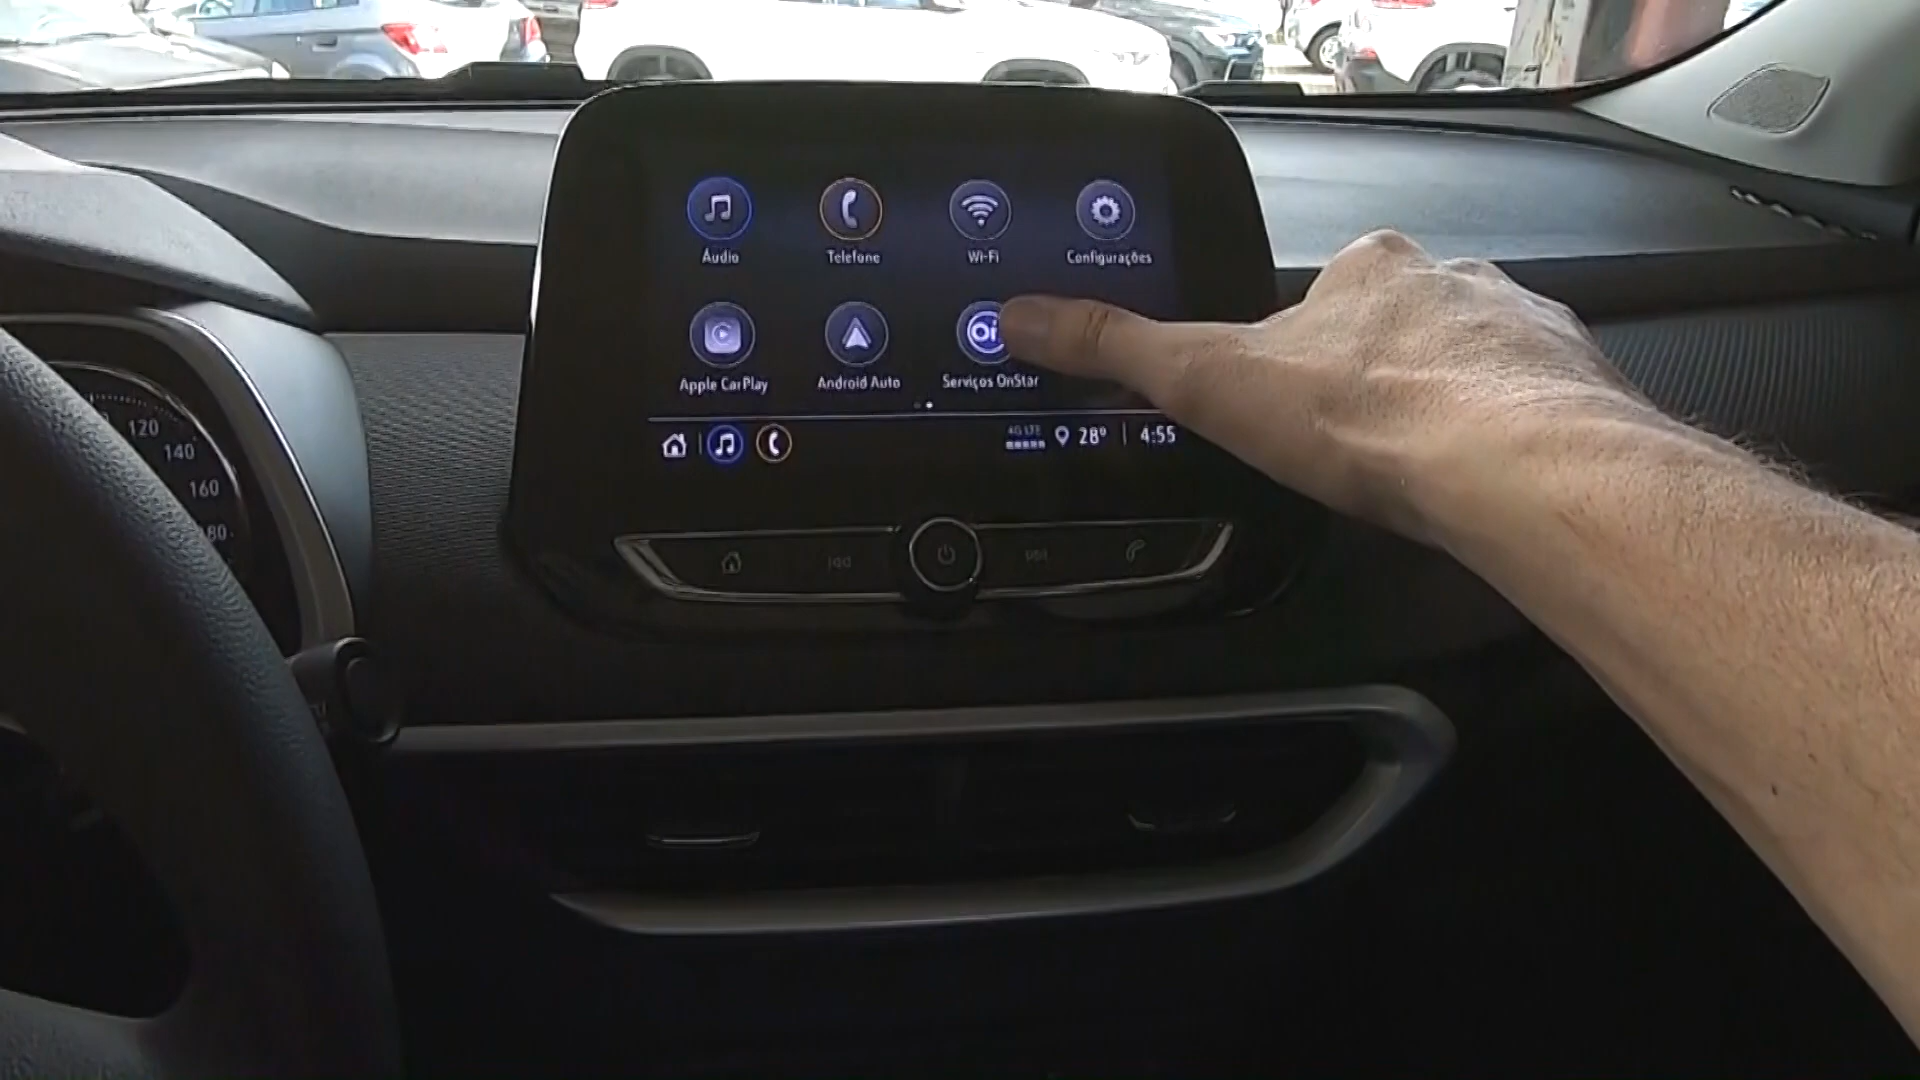 Áudio
Telefone
Wi-Fi
Configurações
Apple CarPlay
Android Auto
Serviços OnStar
4G LTE
28°
4:55
120
140
160